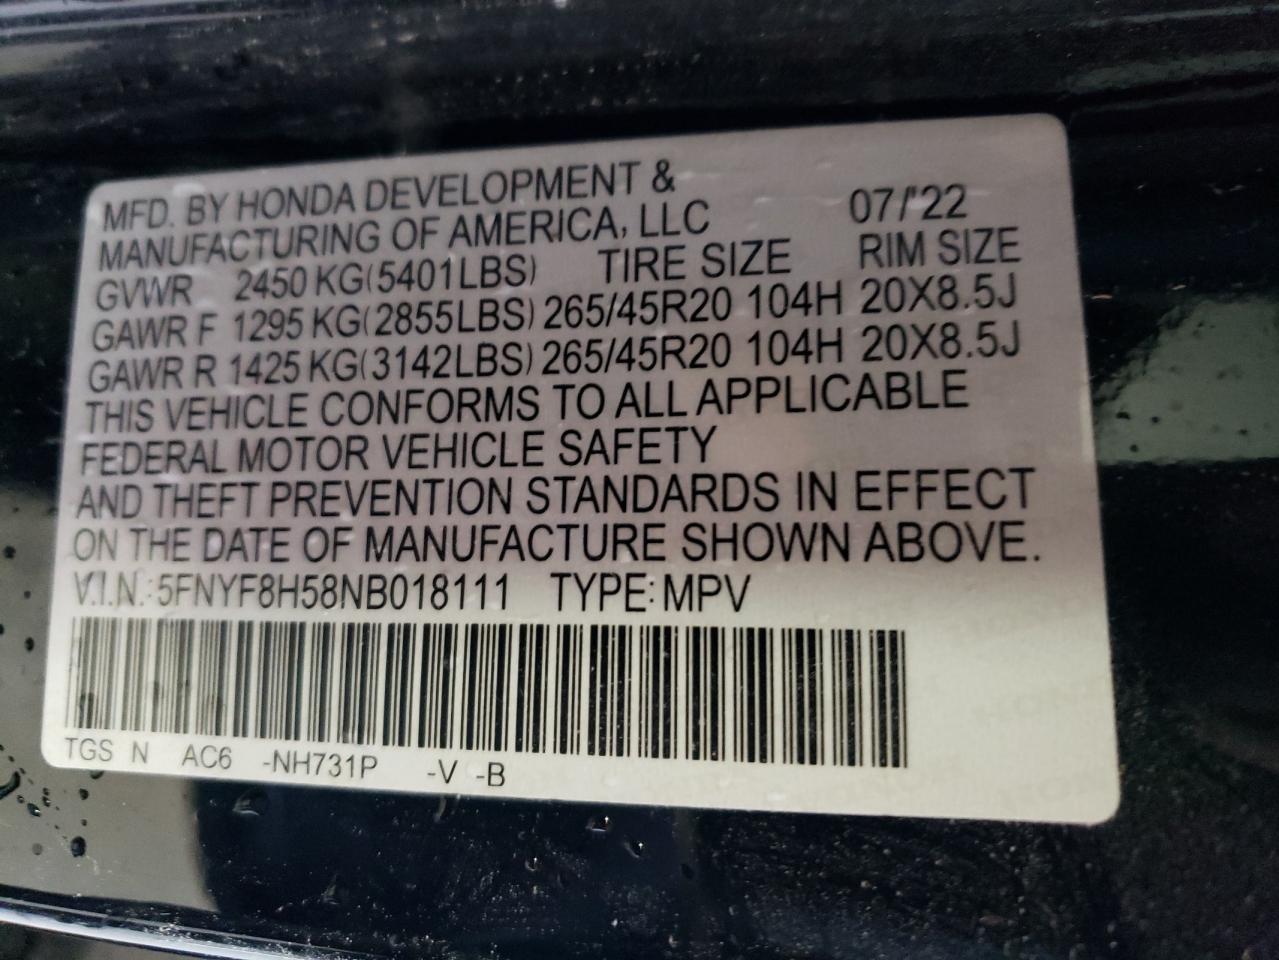 MFD. BY HONDA DEVELOPMENT &
MANUFACTURING OF AMERICA, LLC 07/'22
GVWR 2450 KG(5401LBS) TIRE SIZE RIM SIZE
GAWR F 1295 KG(2855LBS) 265/45R20 104H 20X8.5J
GAWR R 1425 KG(3142LBS) 265/45R20 104H 20X8.5J
THIS VEHICLE CONFORMS TO ALL APPLICABLE
FEDERAL MOTOR VEHICLE SAFETY
AND THEFT PREVENTION STANDARDS IN EFFECT
ON THE DATE OF MANUFACTURE SHOWN ABOVE.
V.I.N.: 5FNYF8H58NB018111 TYPE: MPV
TGS N AC6 -NH731P -V -B